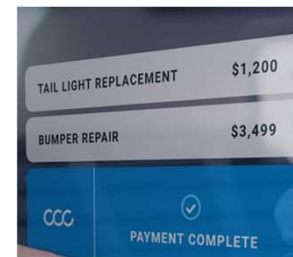 TAIL LIGHT REPLACEMENT $1,200
BUMPER REPAIR $3,499
CCC
PAYMENT COMPLETE